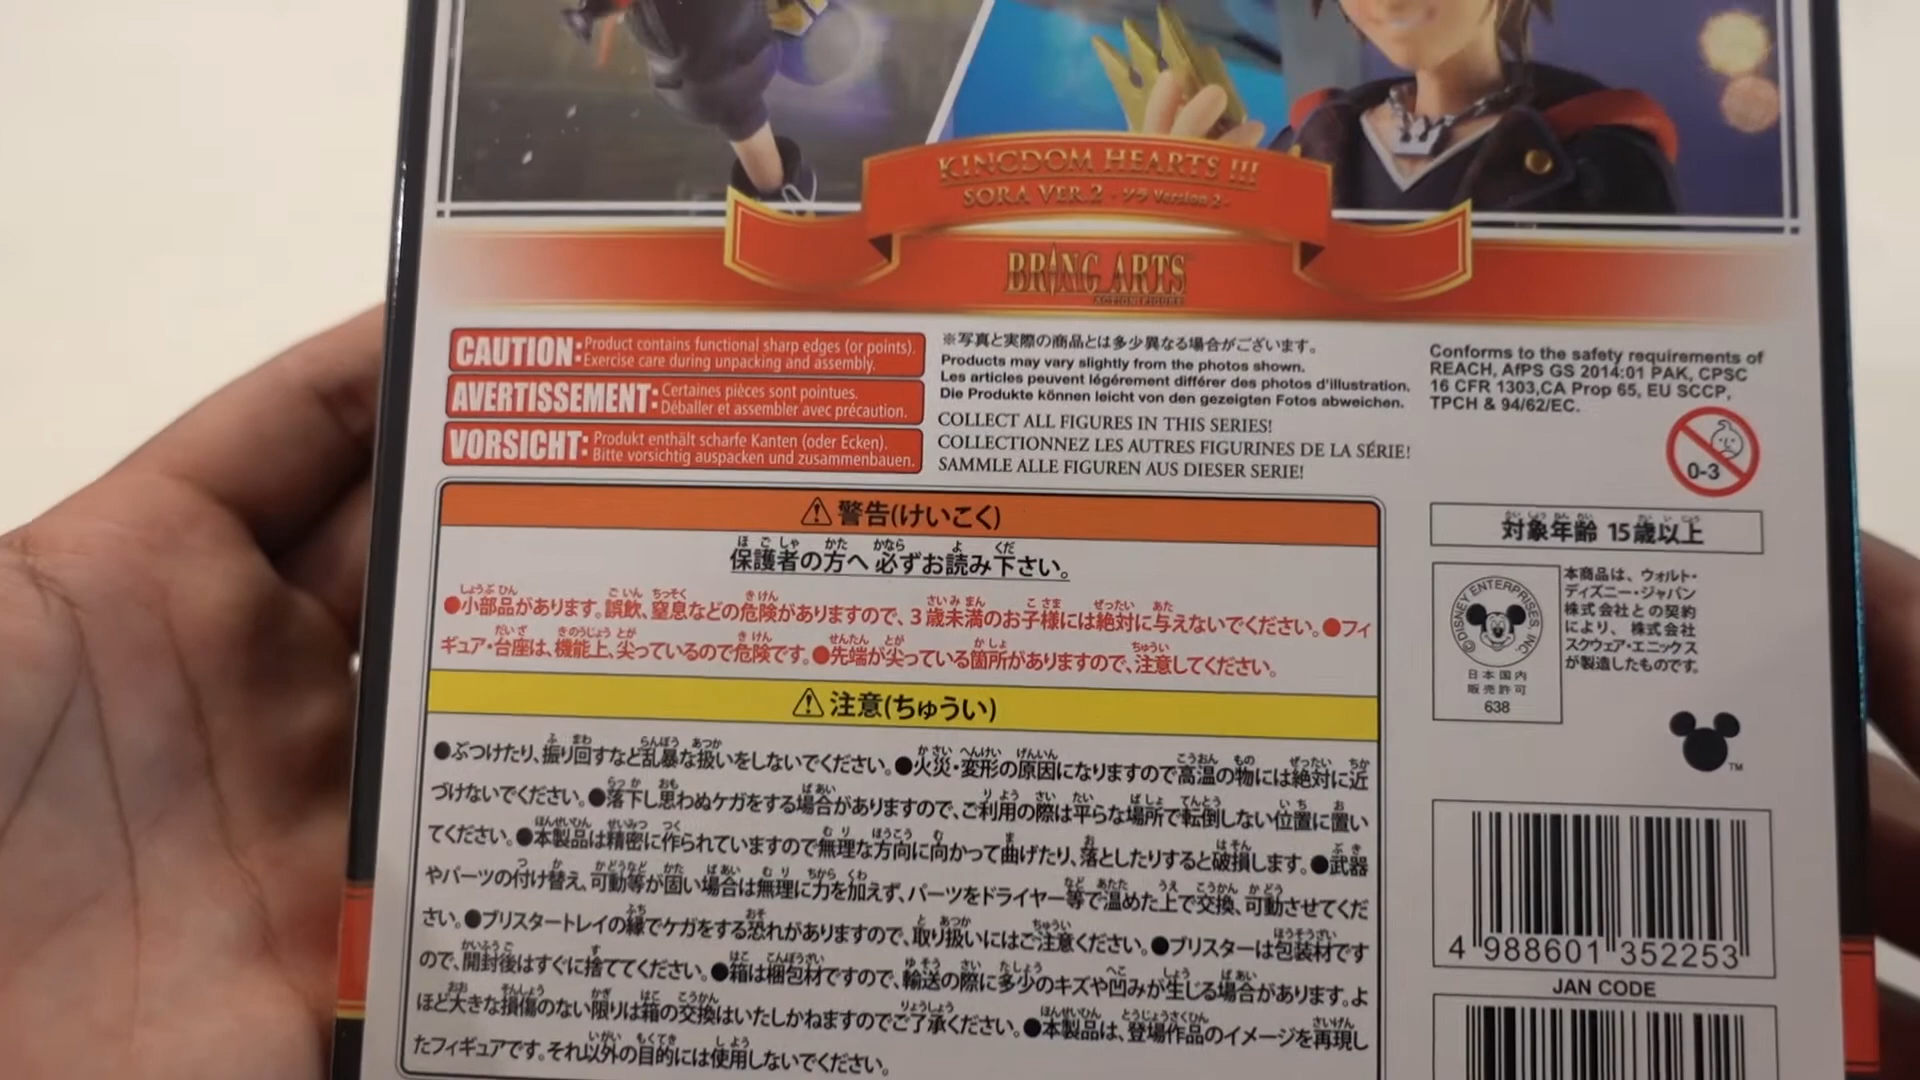 KINGDOM HEARTS III
SORA VER.2 - ソラ Version 2 -
BRING ARTS
ACTION FIGURE
CAUTION: Product contains functional sharp edges (or points).
Exercise care during unpacking and assembly.
AVERTISSEMENT: Certaines pièces sont pointues.
Déballer et assembler avec précaution.
VORSICHT: Produkt enthält scharfe Kanten (oder Ecken).
Bitte vorsichtig auspacken und zusammenbauen.
※写真と実際の商品とは多少異なる場合がございます。
Products may vary slightly from the photos shown.
Les articles peuvent légérement différer des photos d'illustration.
Die Produkte können leicht von den gezeigten Fotos abweichen.
COLLECT ALL FIGURES IN THIS SERIES!
COLLECTIONNEZ LES AUTRES FIGURINES DE LA SÉRIE!
SAMMLE ALLE FIGUREN AUS DIESER SERIE!
Conforms to the safety requirements of
REACH, AfPS GS 2014:01 PAK, CPSC
16 CFR 1303,CA Prop 65, EU SCCP,
TPCH & 94/62/EC.
0-3
⚠警告(けいこく)
保護者の方へ 必ずお読み下さい。
●小部品があります。誤飲、窒息などの危険がありますので、3歳未満のお子様には絶対に与えないでください。●フィ
ギュア・台座は、機能上、尖っているので危険です。●先端が尖っている箇所がありますので、注意してください。
⚠注意(ちゅうい)
●ぶつけたり、振り回すなど乱暴な扱いをしないでください。●火災・変形の原因になりますので高温の物には絶対に近
づけないでください。●落下し思わぬケガをする場合がありますので、ご利用の際は平らな場所で転倒しない位置に置い
てください。●本製品は精密に作られていますので無理な方向に向かって曲げたり、落としたりすると破損します。●武器
やパーツの付け替え、可動等が固い場合は無理に力を加えず、パーツをドライヤー等で温めた上で交換、可動させてくだ
さい。●ブリスタートレイの縁でケガをする恐れがありますので、取り扱いにはご注意ください。●ブリスターは包装材です
ので、開封後はすぐに捨ててください。●箱は梱包材ですので、輸送の際に多少のキズや凹みが生じる場合があります。よ
ほど大きな損傷のない限りは箱の交換はいたしかねますのでご了承ください。●本製品は、登場作品のイメージを再現し
たフィギュアです。それ以外の目的には使用しないでください。
対象年齢 15歳以上
©DISNEY ENTERPRISES INC.
日本国内
販売許可
638
本商品は、ウォルト・
ディズニー・ジャパン
株式会社との契約
により、株式会社
スクウェア・エニックス
が製造したものです。
TM
4 988601 352253
JAN CODE